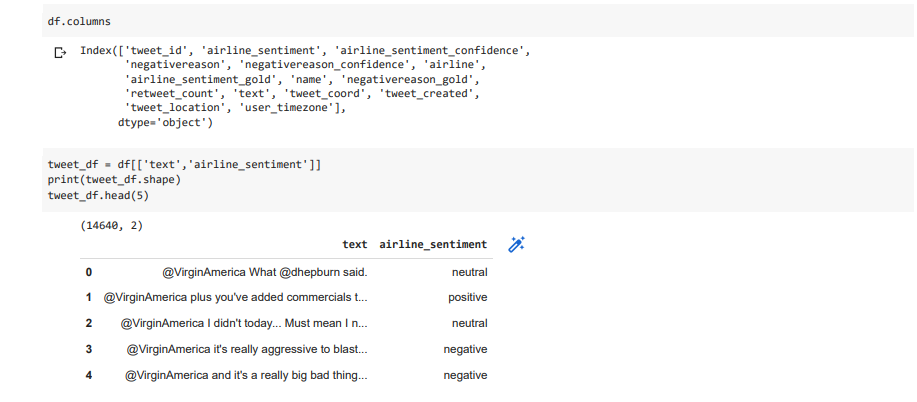 df.columns
Index(['tweet_id', 'airline_sentiment', 'airline_sentiment_confidence',
'negativereason', 'negativereason_confidence', 'airline',
'airline_sentiment_gold', 'name', 'negativereason_gold',
'retweet_count', 'text', 'tweet_coord', 'tweet_created',
'tweet_location', 'user_timezone'],
dtype='object')
tweet_df = df[['text','airline_sentiment']]
print(tweet_df.shape)
tweet_df.head(5)
(14640, 2)
text airline_sentiment
0 @VirginAmerica What @dhepburn said. neutral
1 @VirginAmerica plus you've added commercials t... positive
2 @VirginAmerica I didn't today... Must mean I n... neutral
3 @VirginAmerica it's really aggressive to blast... negative
4 @VirginAmerica and it's a really big bad thing... negative